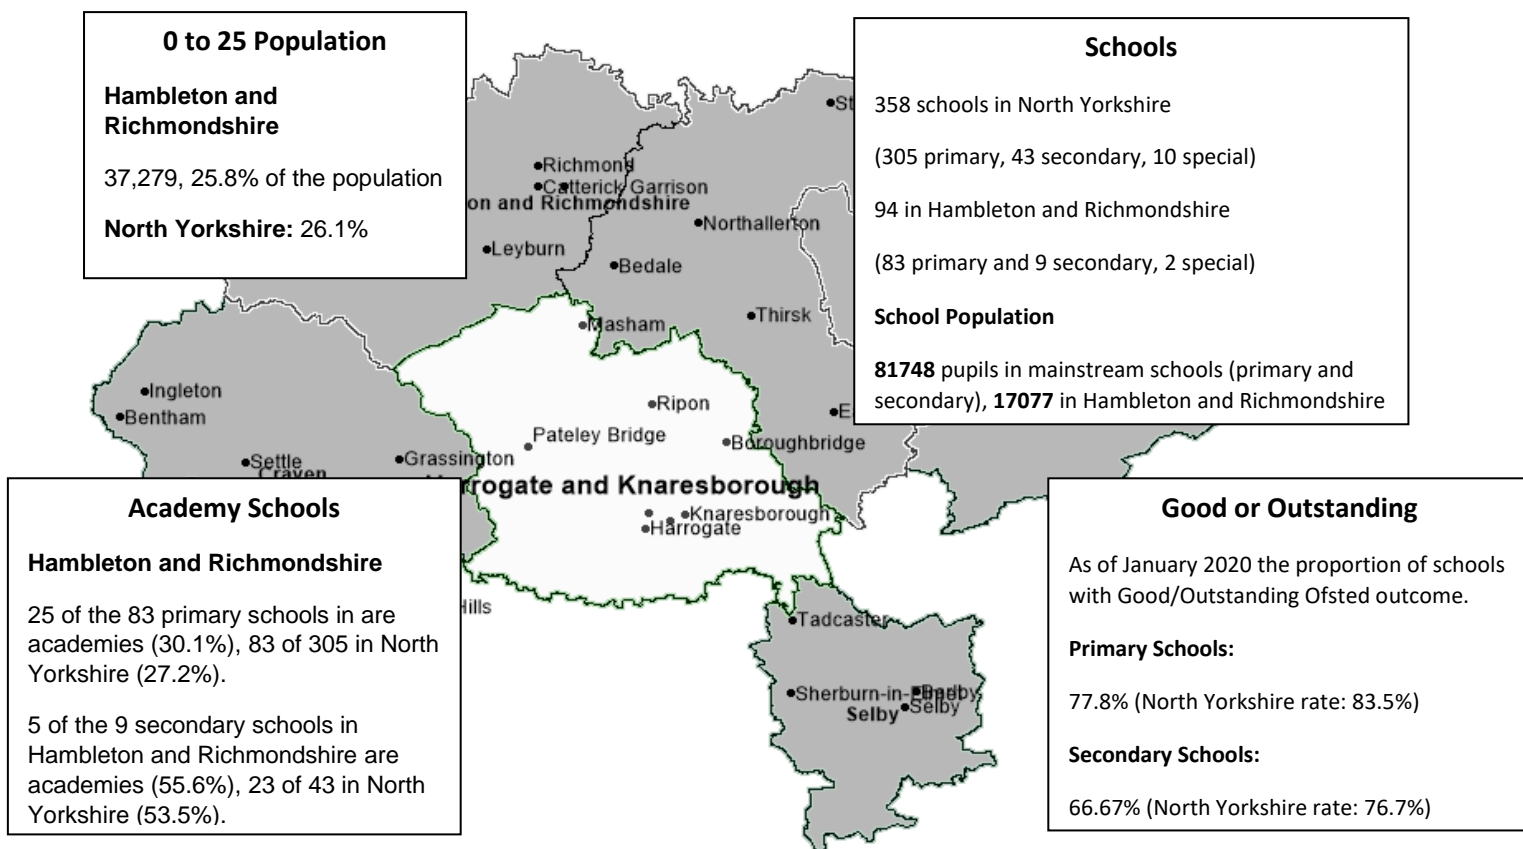 0 to 25 Population
Hambleton and
Richmondshire
37,279, 25.8% of the population
North Yorkshire: 26.1%
Schools
358 schools in North Yorkshire
(305 primary, 43 secondary, 10 special)
94 in Hambleton and Richmondshire
(83 primary and 9 secondary, 2 special)
School Population
81748 pupils in mainstream schools (primary and
secondary), 17077 in Hambleton and Richmondshire
Richmond
Catterick Garrison
and Richmondshire
Northallerton
Leyburn
Bedale
Thirsk
Masham
Ingleton
Bentham
Ripon
Pateley Bridge
Boroughbridge
Settle
Grassington
Craven
Harrogate and Knaresborough
Knaresborough
Harrogate
Academy Schools
Hambleton and Richmondshire
25 of the 83 primary schools in are
academies (30.1%), 83 of 305 in North
Yorkshire (27.2%).
5 of the 9 secondary schools in
Hambleton and Richmondshire are
academies (55.6%), 23 of 43 in North
Yorkshire (53.5%).
Good or Outstanding
As of January 2020 the proportion of schools
with Good/Outstanding Ofsted outcome.
Primary Schools:
77.8% (North Yorkshire rate: 83.5%)
Secondary Schools:
66.67% (North Yorkshire rate: 76.7%)
Tadcaster
Sherburn-in-Elmet
Barlby
Selby
Selby